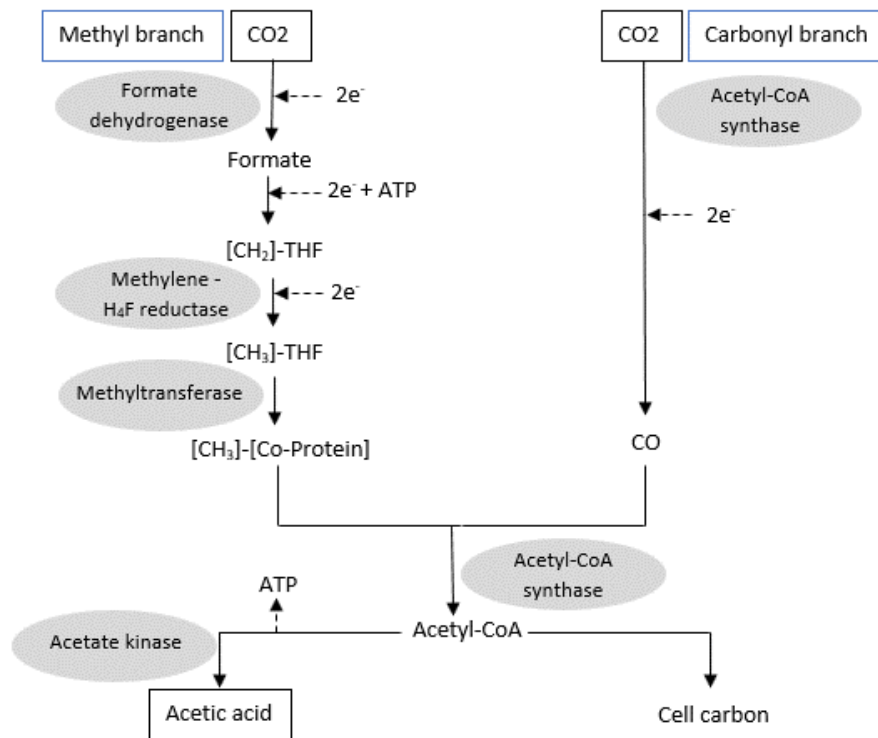 Methyl branch
CO2
CO2
Carbonyl branch
Formate
dehydrogenase
2e⁻
Acetyl-CoA
synthase
Formate
2e⁻ + ATP
2e⁻
[CH₂]-THF
Methylene -
H₄F reductase
2e⁻
[CH₃]-THF
Methyltransferase
[CH₃]-[Co-Protein]
CO
Acetyl-CoA
synthase
ATP
Acetate kinase
Acetyl-CoA
Acetic acid
Cell carbon